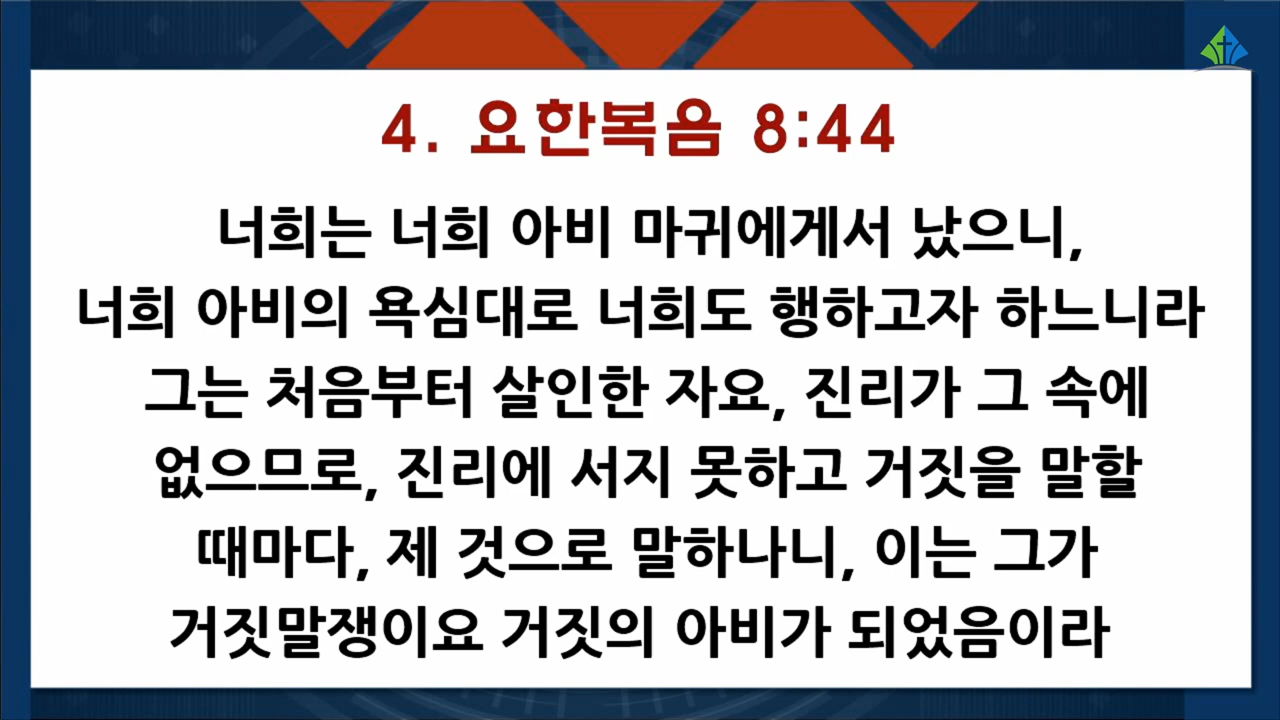 4. 요한복음 8:44
너희는 너희 아비 마귀에게서 났으니,
너희 아비의 욕심대로 너희도 행하고자 하느니라
그는 처음부터 살인한 자요, 진리가 그 속에
없으므로, 진리에 서지 못하고 거짓을 말할
때마다, 제 것으로 말하나니, 이는 그가
거짓말쟁이요 거짓의 아비가 되었음이라